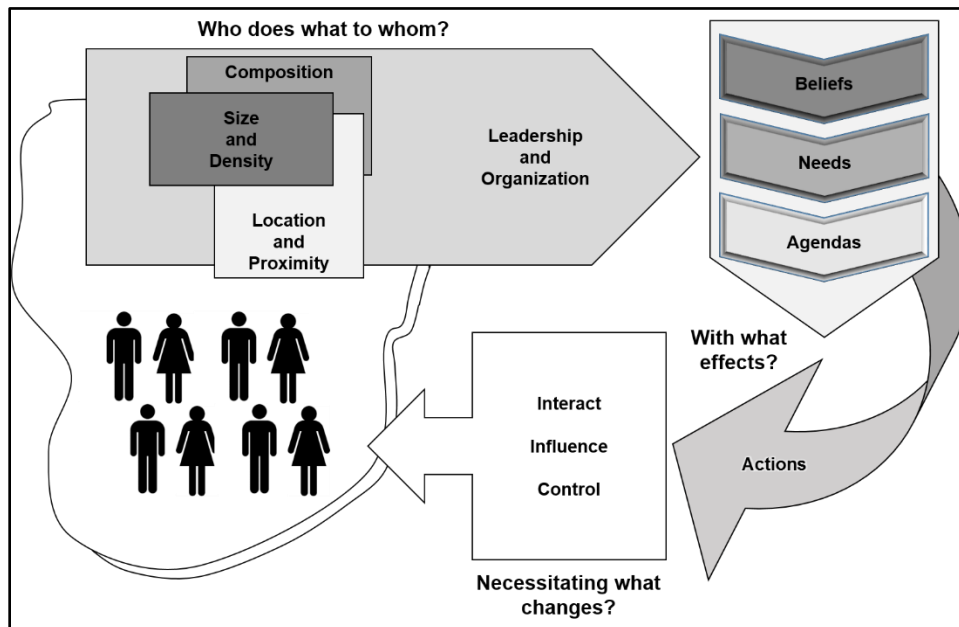 Who does what to whom?
Composition
Size
and
Density
Location
and
Proximity
Leadership
and
Organization
Beliefs
Needs
Agendas
With what
effects?
Actions
Interact
Influence
Control
Necessitating what
changes?